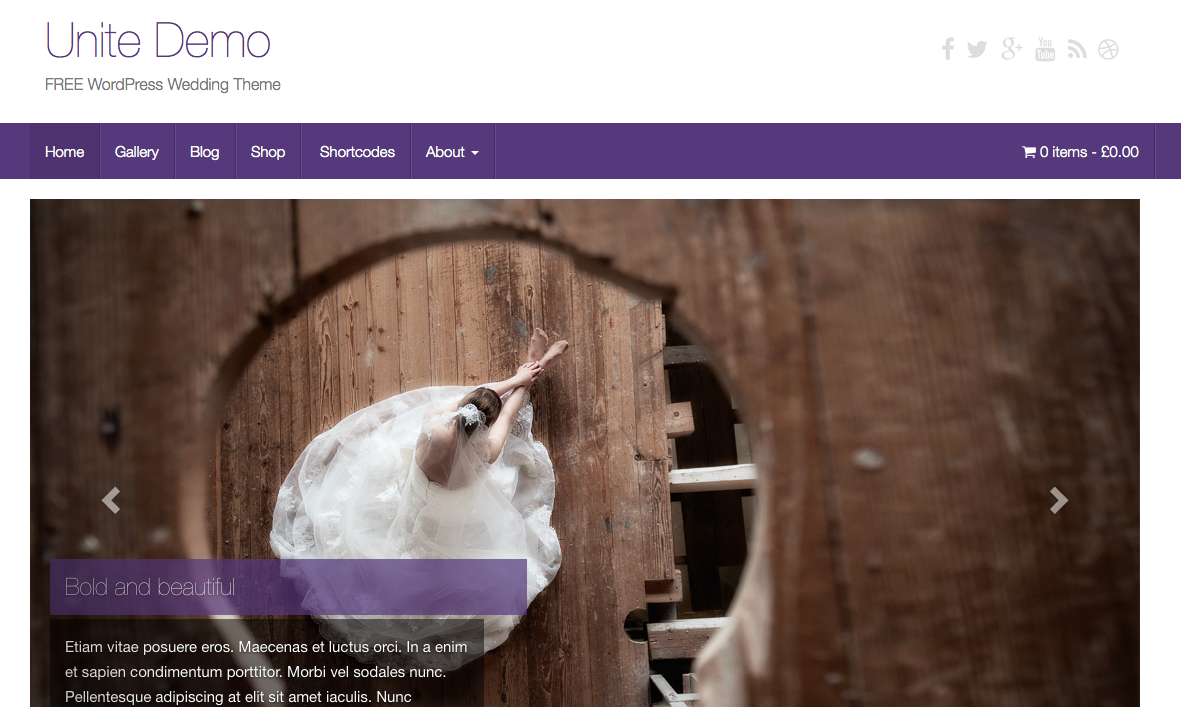 Unite Demo
FREE WordPress Wedding Theme
You
Tube
Home Gallery Blog Shop Shortcodes About 0 items - £0.00
Bold and beautiful
Etiam vitae posuere eros. Maecenas et luctus orci. In a enim
et sapien condimentum porttitor. Morbi vel sodales nunc.
Pellentesque adipiscing at elit sit amet iaculis. Nunc